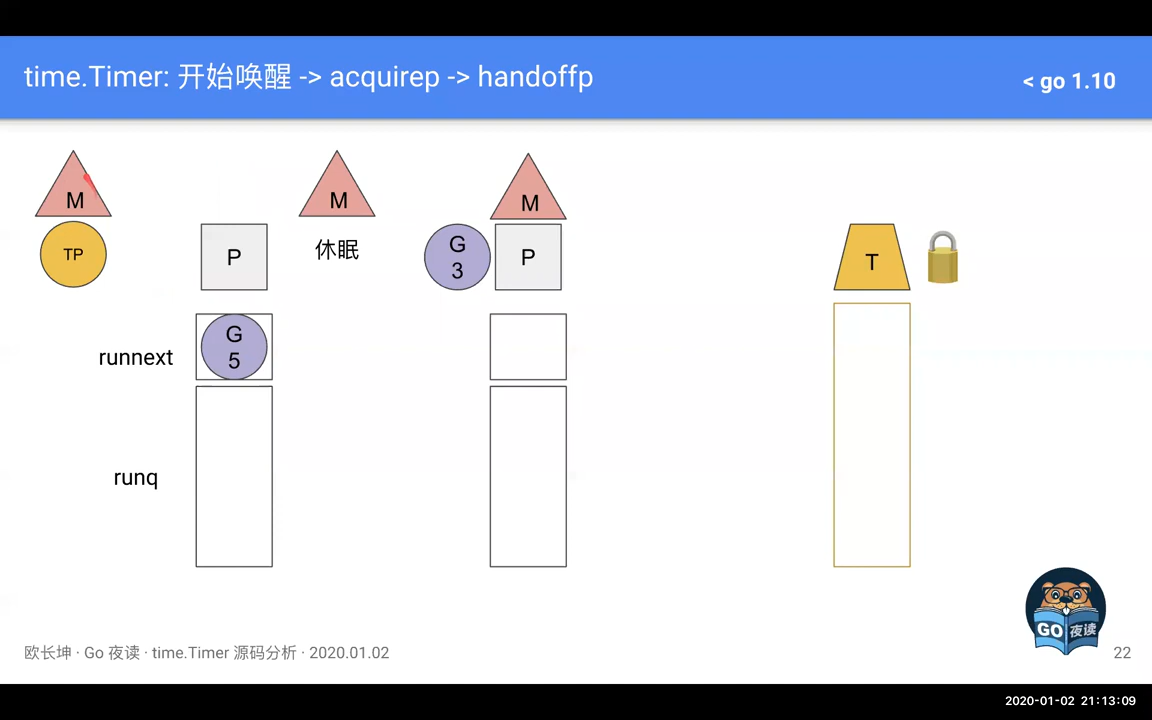 time.Timer: 开始唤醒 -> acquirep -> handoffp
< go 1.10
M
M
M
TP
P
休眠
G
3
P
T
runnext
G
5
runq
GO 夜读
欧长坤 · Go 夜读 · time.Timer 源码分析 · 2020.01.02
22
2020-01-02 21:13:09